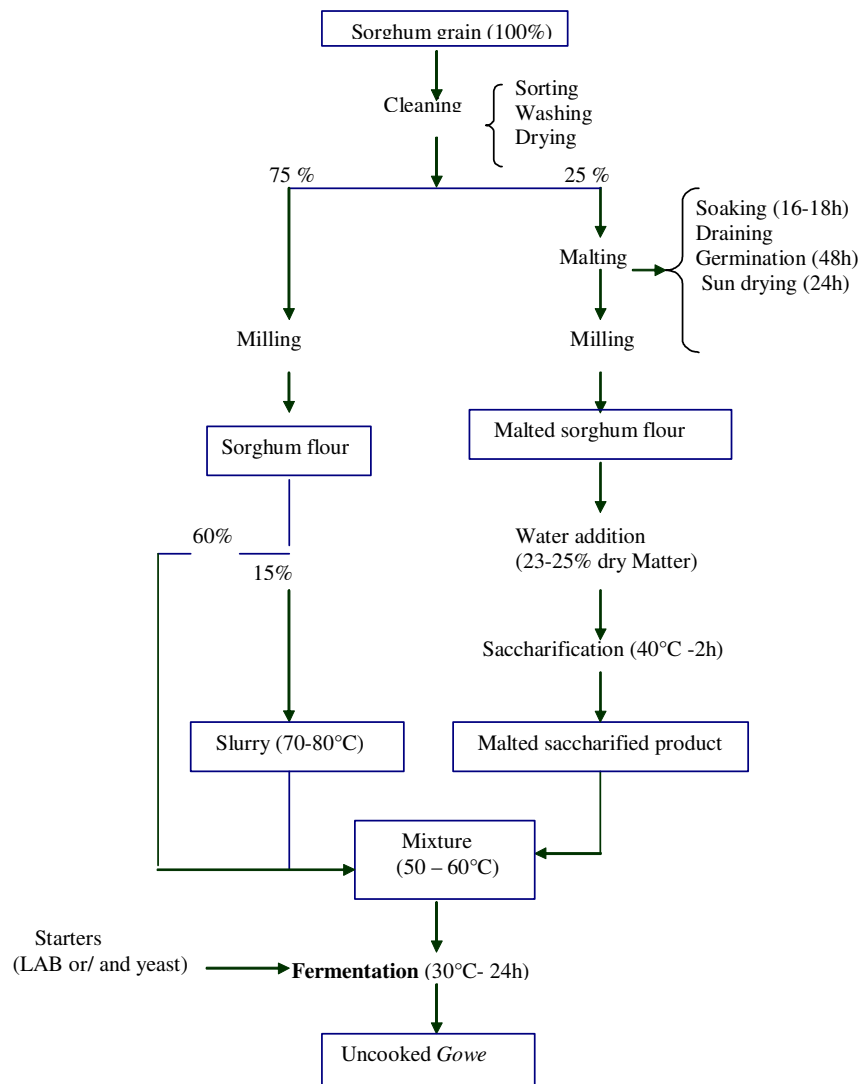 Sorghum grain (100%)
Cleaning
Sorting
Washing
Drying
75 %
25 %
Soaking (16-18h)
Draining
Germination (48h)
Sun drying (24h)
Malting
Milling
Milling
Sorghum flour
Malted sorghum flour
60%
15%
Water addition
(23-25% dry Matter)
Saccharification (40°C -2h)
Slurry (70-80°C)
Malted saccharified product
Mixture
(50 – 60°C)
Starters
(LAB or/ and yeast)
Fermentation (30°C- 24h)
Uncooked Gowe